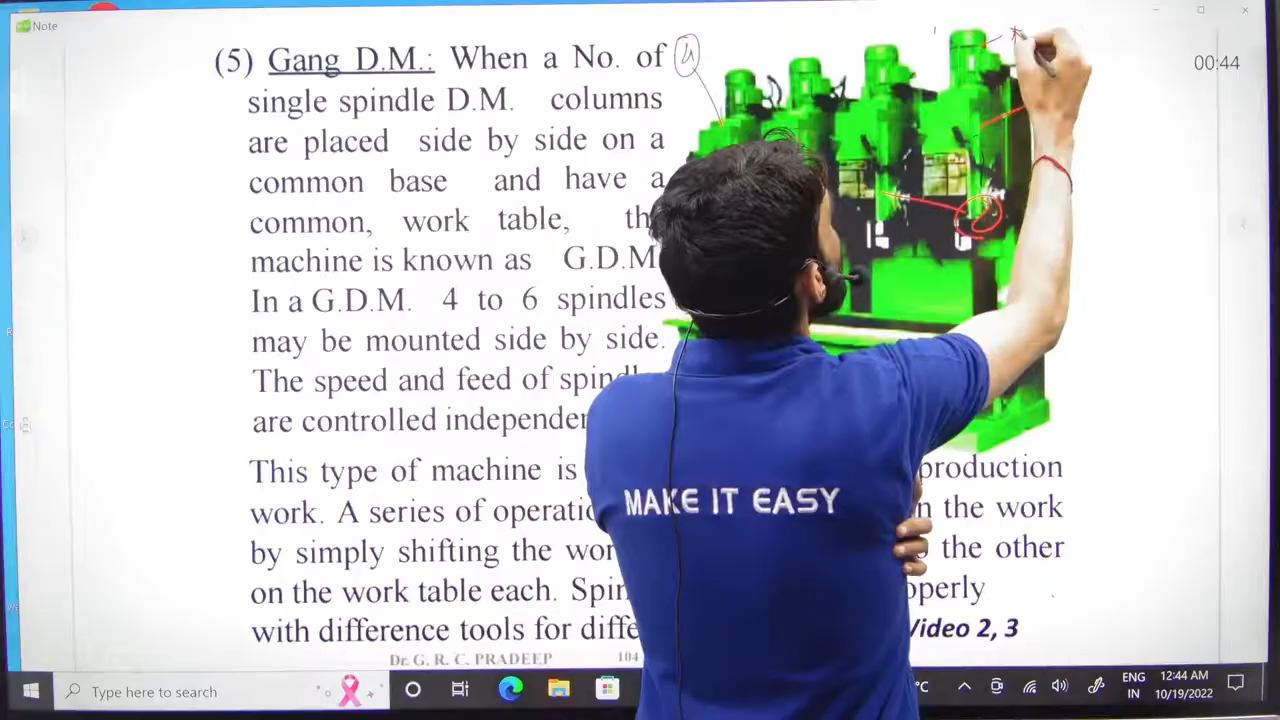 Note
(5) Gang D.M.: When a No. of
single spindle D.M. columns
are placed side by side on a
common base and have a
common, work table,
machine is known as G.D.M
In a G.D.M. 4 to 6 spindles
may be mounted side by side.
The speed and feed of
are controlled
This type of machine is production
work. A series of the work
by simply shifting the the other
on the work table each.
with difference tools for
Video 2, 3
Dr. G. R. C. PRADEEP 104
4
2
00:44
MAKE IT EASY
Type here to search
°C
ENG
IN
12:44 AM
10/19/2022